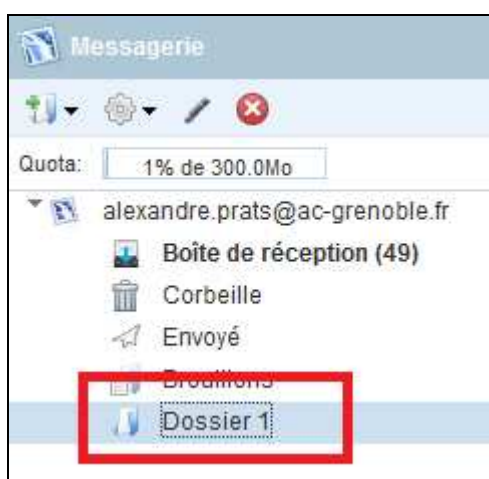 Messagerie
Quota: 1% de 300.0Mo
alexandre.prats@ac-grenoble.fr
Boîte de réception (49)
Corbeille
Envoyé
Brouillons
Dossier 1